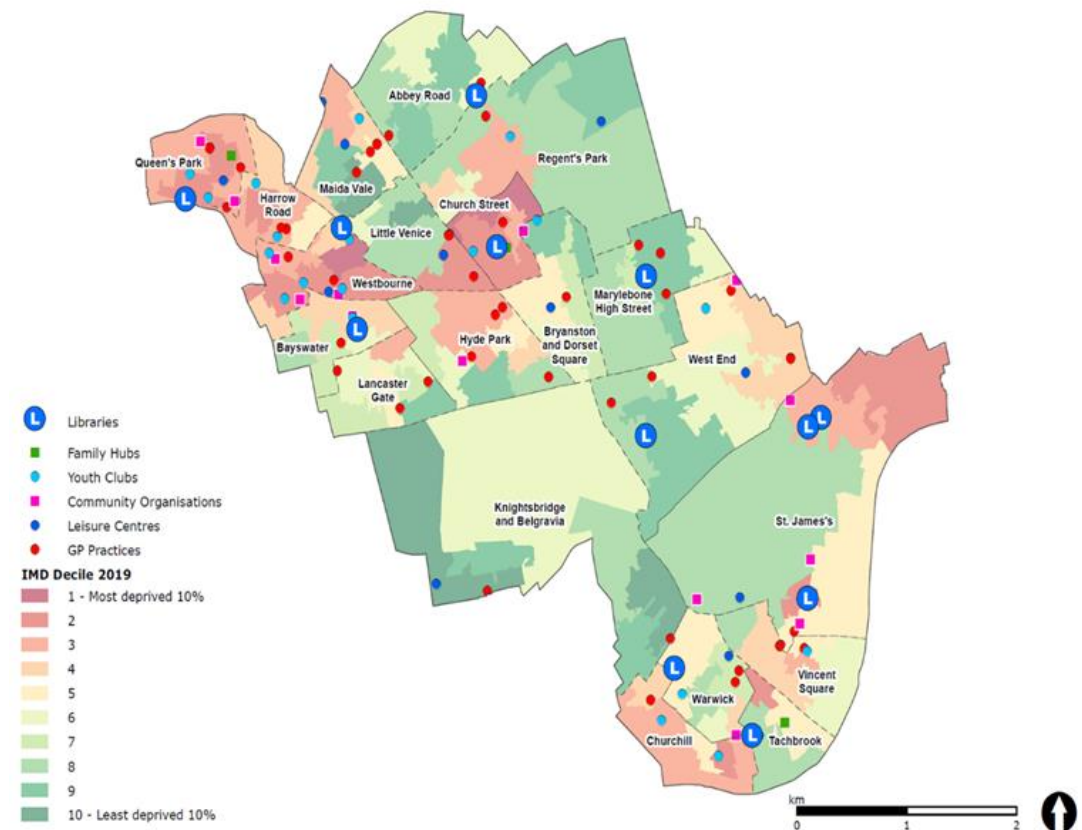 Abbey Road
L
Queen's Park
Regent's Park
Maida Vale
L
Harrow
Road
Church Street
L
Little Venice
L
Westbourne
L
Marylebone
High Street
L
Bayswater
Hyde Park
Bryanston
and Dorset
Square
West End
Lancaster
Gate
L
L
L
Knightsbridge
and Belgravia
St. James's
L
L
Vincent
Square
Warwick
Churchill
L
Tachbrook
L Libraries
Family Hubs
Youth Clubs
Community Organisations
Leisure Centres
GP Practices
IMD Decile 2019
1 - Most deprived 10%
2
3
4
5
6
7
8
9
10 - Least deprived 10%
km
0 1 2